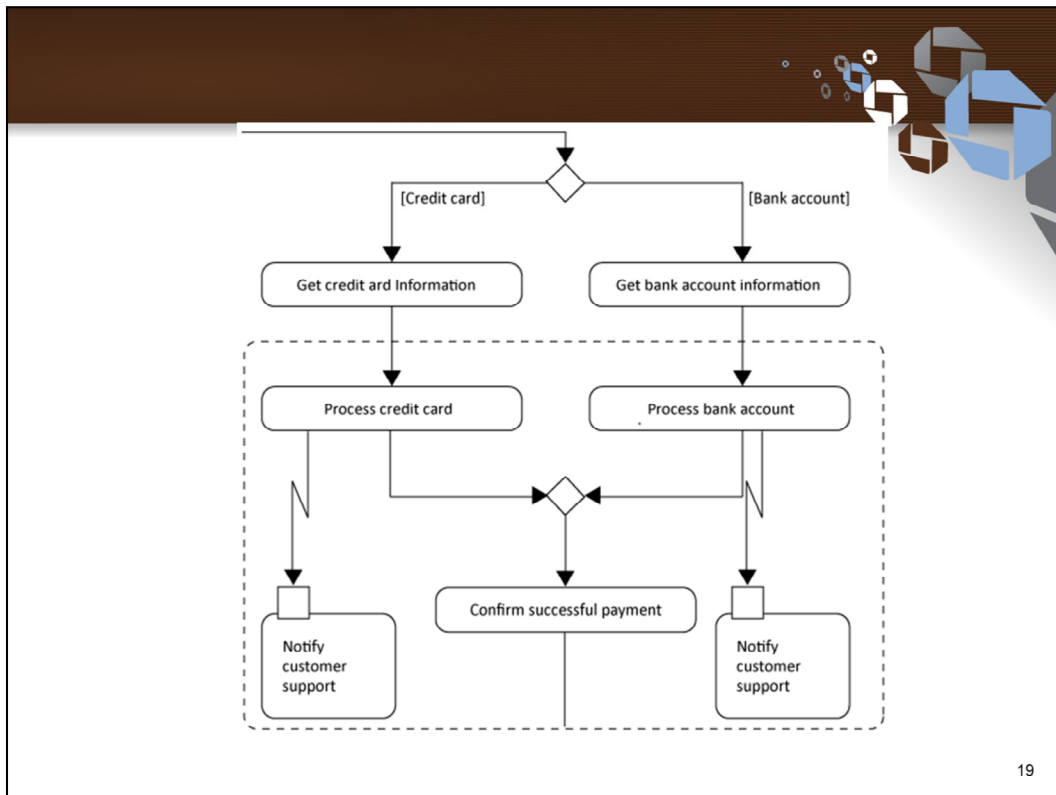 [Credit card]
[Bank account]
Get credit ard Information
Get bank account information
Process credit card
Process bank account
Confirm successful payment
Notify
customer
support
Notify
customer
support
19